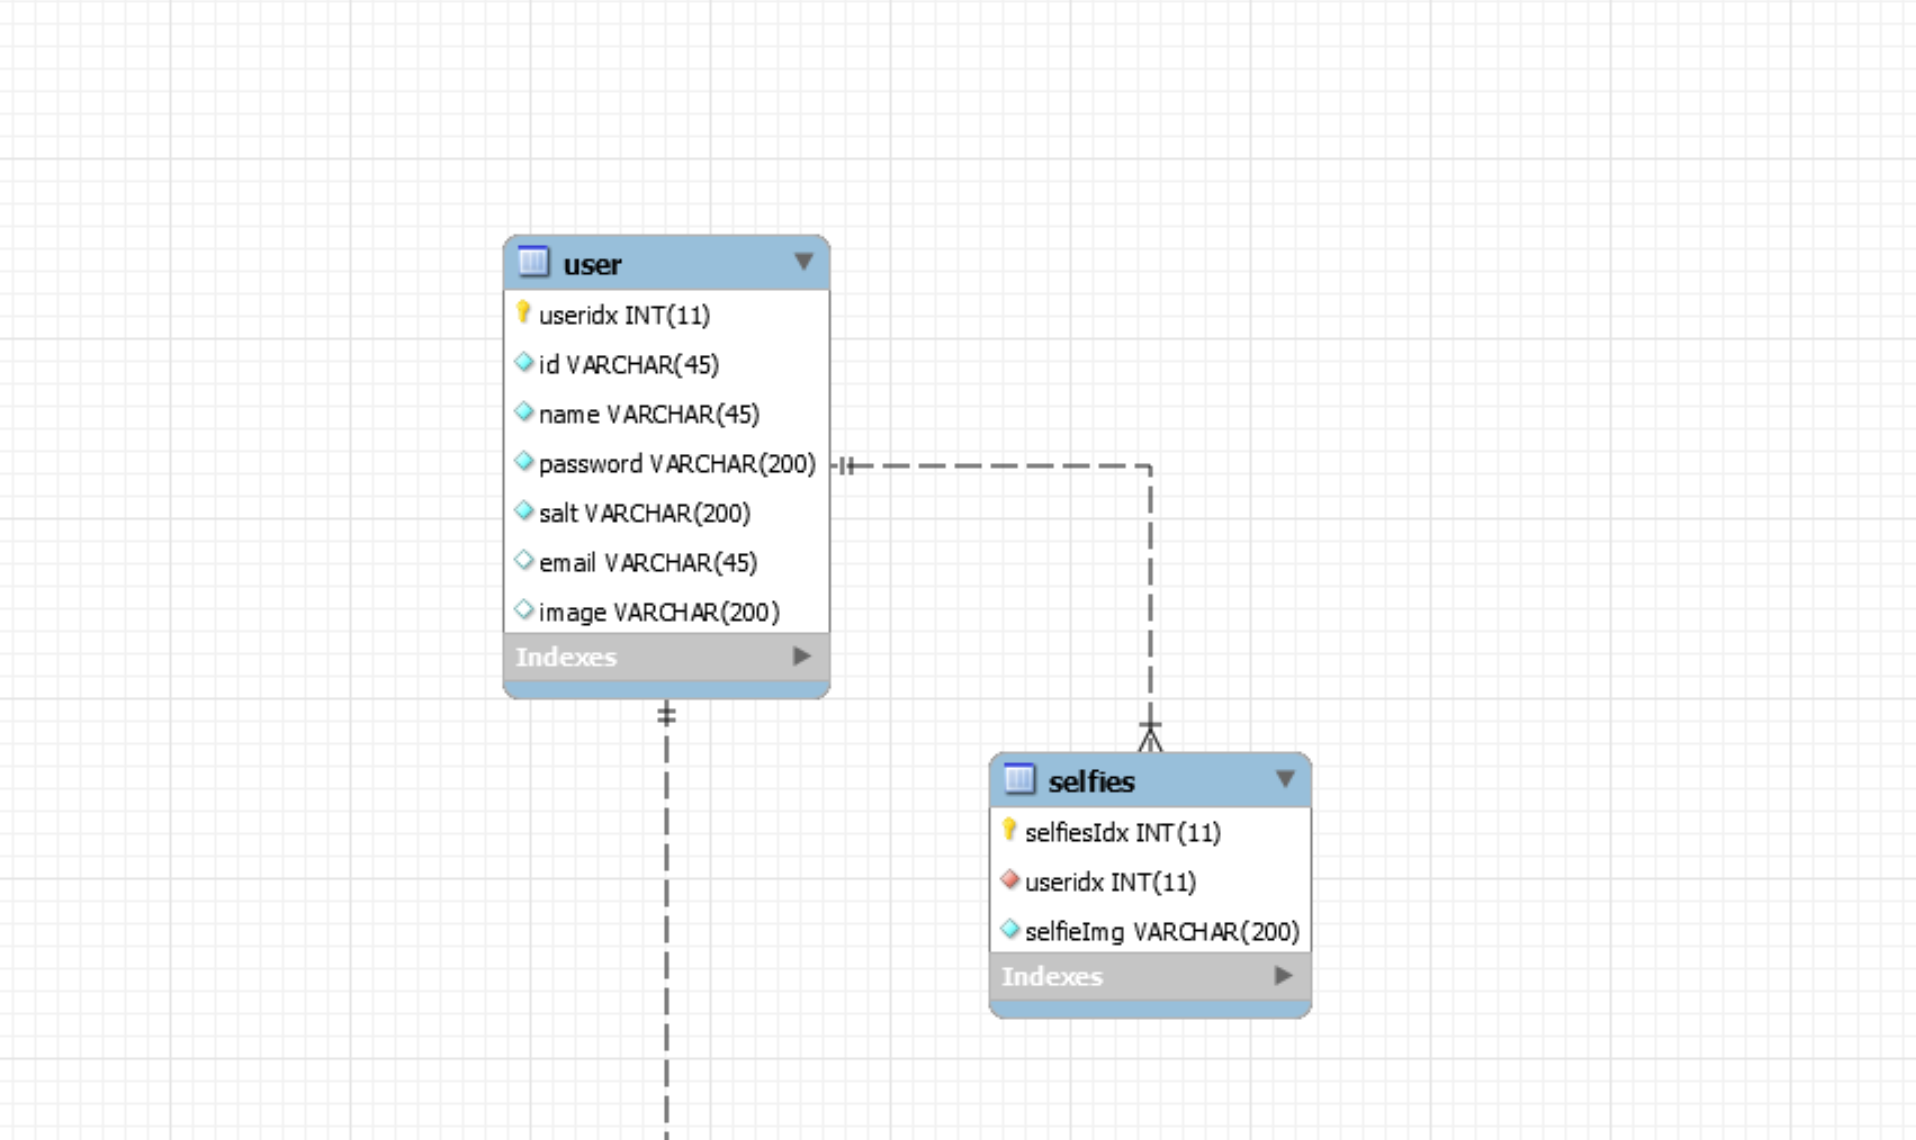 user
useridx INT(11)
id VARCHAR(45)
name VARCHAR(45)
password VARCHAR(200)
salt VARCHAR(200)
email VARCHAR(45)
image VARCHAR(200)
Indexes
selfies
selfiesIdx INT(11)
useridx INT(11)
selfieImg VARCHAR(200)
Indexes